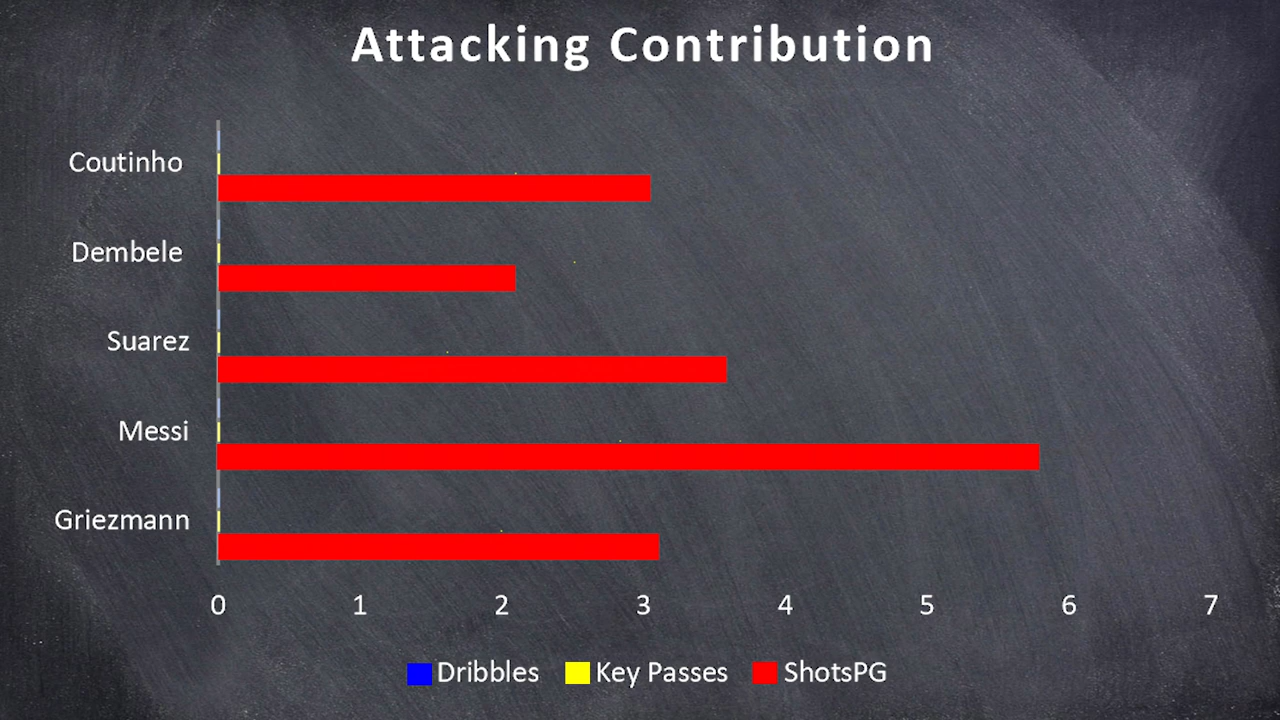 Attacking Contribution
Coutinho
Dembele
Suarez
Messi
Griezmann
0 1 2 3 4 5 6 7
Dribbles Key Passes ShotsPG